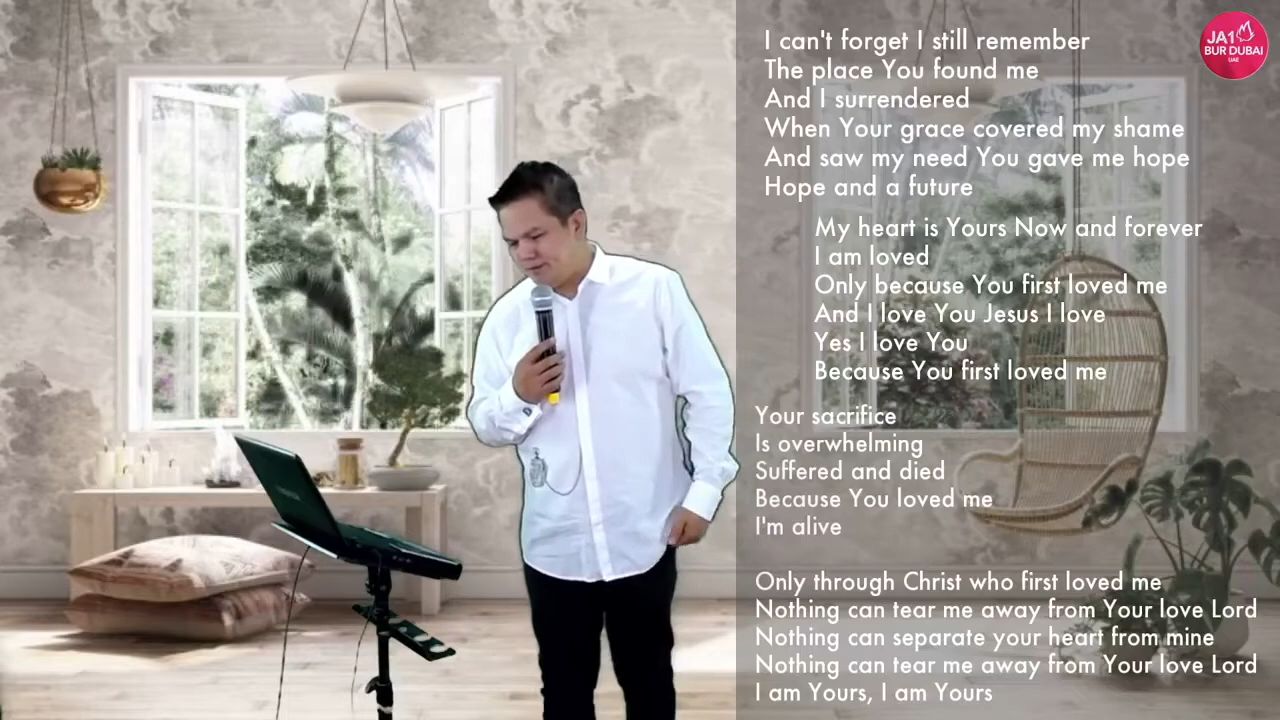 I can't forget I still remember
The place You found me
And I surrendered
When Your grace covered my shame
And saw my need You gave me hope
Hope and a future
My heart is Yours Now and forever
I am loved
Only because You first loved me
And I love You Jesus I love
Yes I love You
Because You first loved me
Your sacrifice
Is overwhelming
Suffered and died
Because You loved me
I'm alive
Only through Christ who first loved me
Nothing can tear me away from Your love Lord
Nothing can separate your heart from mine
Nothing can tear me away from Your love Lord
I am Yours, I am Yours
JA1
BUR DUBAI
UAE